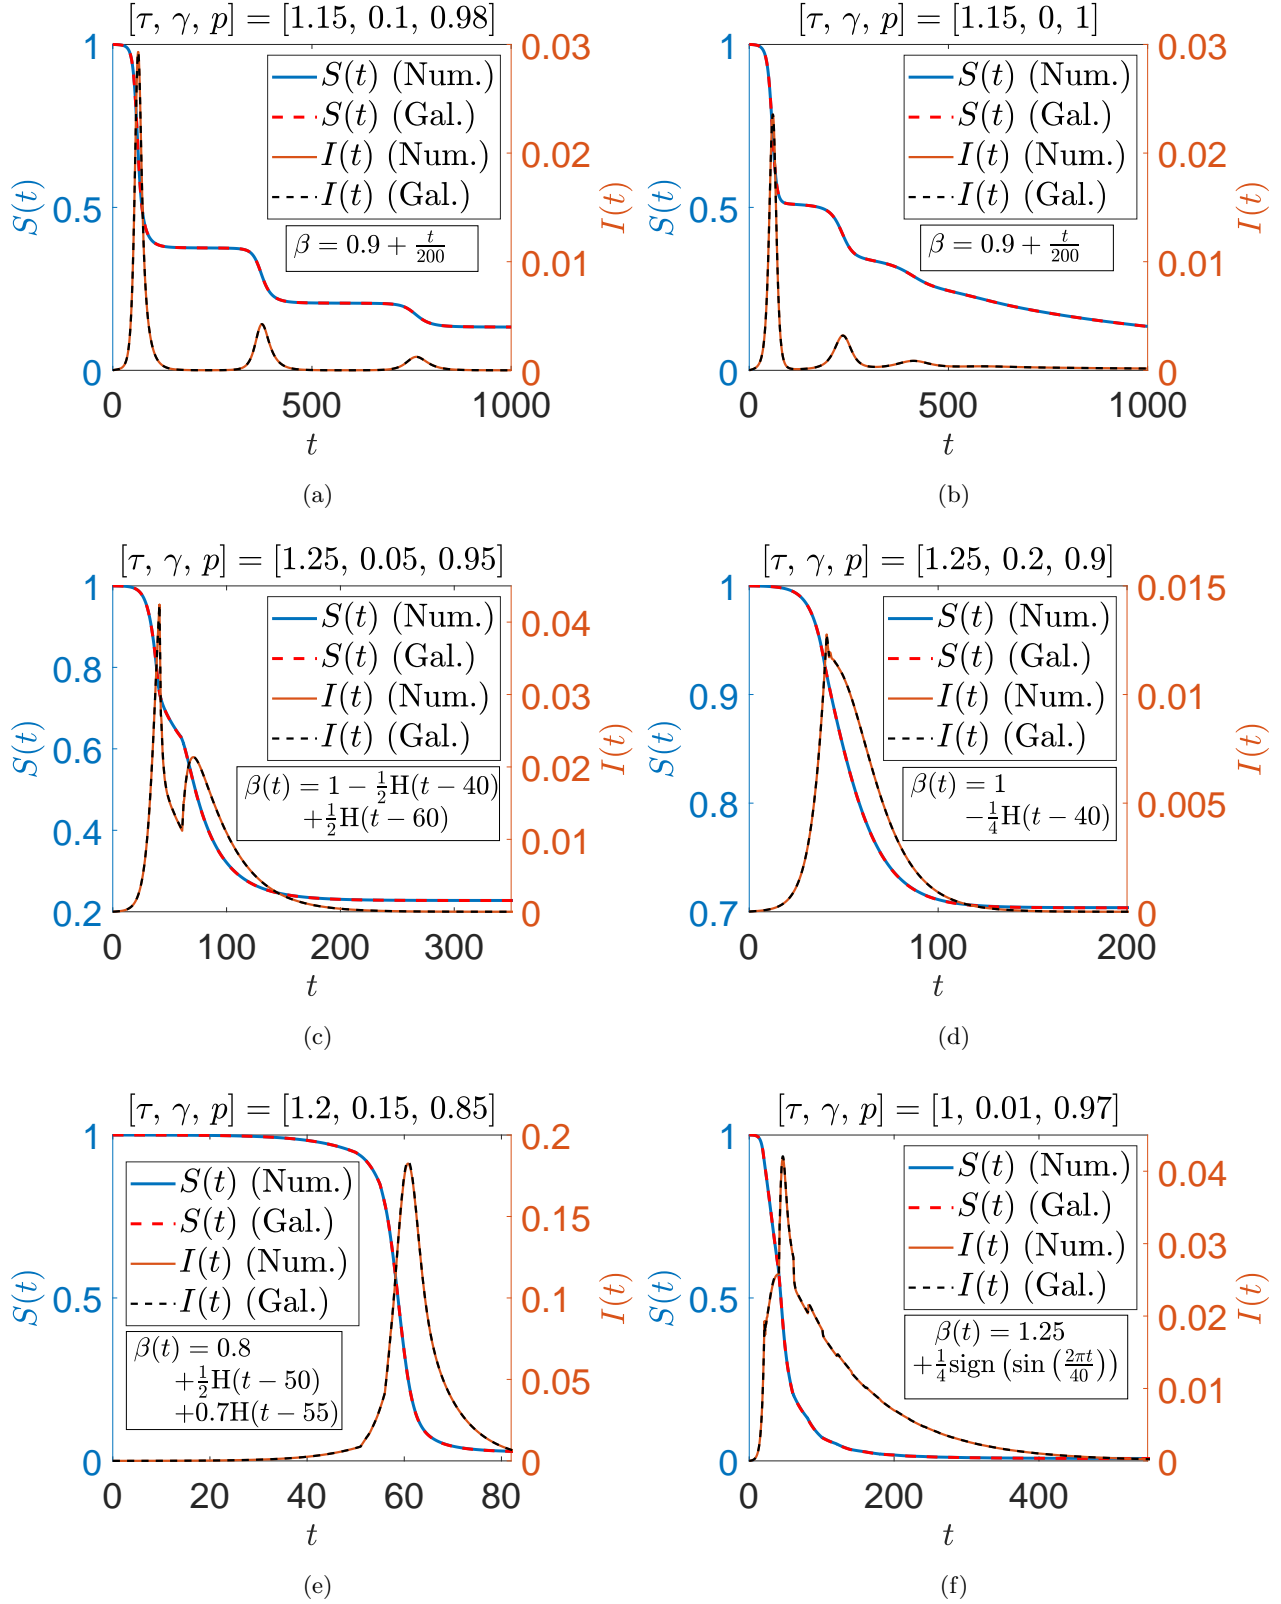 [τ, γ, p] = [1.15, 0.1, 0.98]
1
0.5
0
S(t)
0.03
0.02
0.01
0
I(t)
S(t) (Num.)
S(t) (Gal.)
I(t) (Num.)
I(t) (Gal.)
β = 0.9 + t/200
0 500 1000
t
(a)
[τ, γ, p] = [1.15, 0, 1]
1
0.5
0
S(t)
0.03
0.02
0.01
0
I(t)
S(t) (Num.)
S(t) (Gal.)
I(t) (Num.)
I(t) (Gal.)
β = 0.9 + t/200
0 500 1000
t
(b)
[τ, γ, p] = [1.25, 0.05, 0.95]
1
0.8
0.6
0.4
0.2
S(t)
0.04
0.03
0.02
0.01
0
I(t)
S(t) (Num.)
S(t) (Gal.)
I(t) (Num.)
I(t) (Gal.)
β(t) = 1 − 1/2 H(t − 40)
+1/2 H(t − 60)
0 100 200 300
t
(c)
[τ, γ, p] = [1.25, 0.2, 0.9]
1
0.9
0.8
0.7
S(t)
0.015
0.01
0.005
0
I(t)
S(t) (Num.)
S(t) (Gal.)
I(t) (Num.)
I(t) (Gal.)
β(t) = 1
−1/4 H(t − 40)
0 100 200
t
(d)
[τ, γ, p] = [1.2, 0.15, 0.85]
1
0.5
0
S(t)
0.2
0.15
0.1
0.05
0
I(t)
S(t) (Num.)
S(t) (Gal.)
I(t) (Num.)
I(t) (Gal.)
β(t) = 0.8
+1/2 H(t − 50)
+0.7H(t − 55)
0 20 40 60 80
t
(e)
[τ, γ, p] = [1, 0.01, 0.97]
1
0.5
0
S(t)
0.04
0.03
0.02
0.01
0
I(t)
S(t) (Num.)
S(t) (Gal.)
I(t) (Num.)
I(t) (Gal.)
β(t) = 1.25
+1/4 sign (sin (2πt/40))
0 200 400
t
(f)